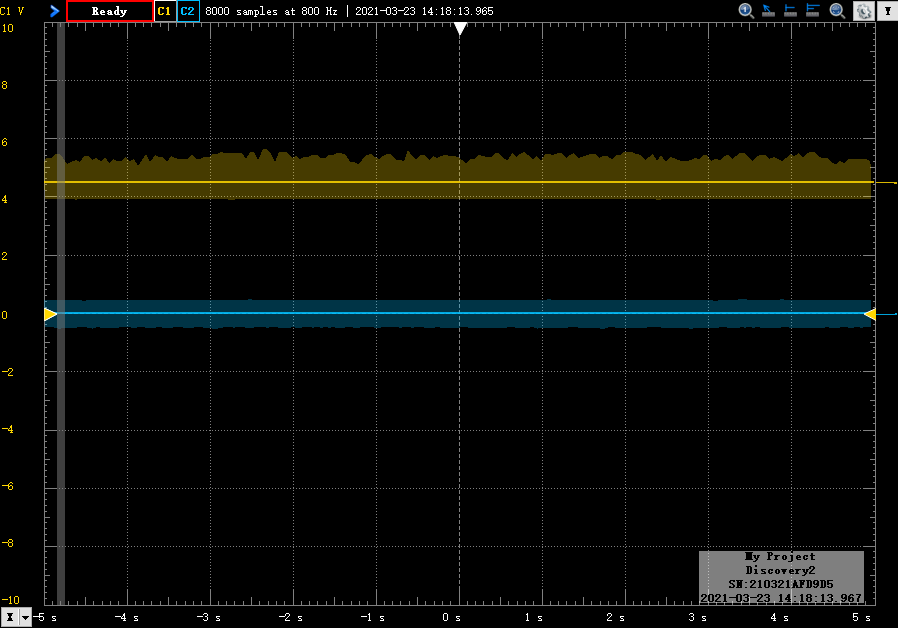 C1 V Ready C1 C2 8000 samples at 800 Hz | 2021-03-23 14:18:13.965 Y
10
8
6
4
2
0
-2
-4
-6
-8
-10
My Project
Discovery2
SN:210321AFD9D5
2021-03-23 14:18:13.967
X -5 s -4 s -3 s -2 s -1 s 0 s 1 s 2 s 3 s 4 s 5 s